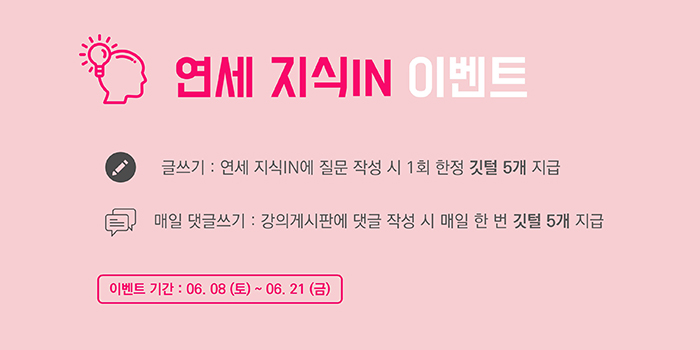 연세 지식IN 이벤트
글쓰기 : 연세 지식IN에 질문 작성 시 1회 한정 깃털 5개 지급
매일 댓글쓰기 : 강의게시판에 댓글 작성 시 매일 한 번 깃털 5개 지급
이벤트 기간 : 06. 08 (토) ~ 06. 21 (금)